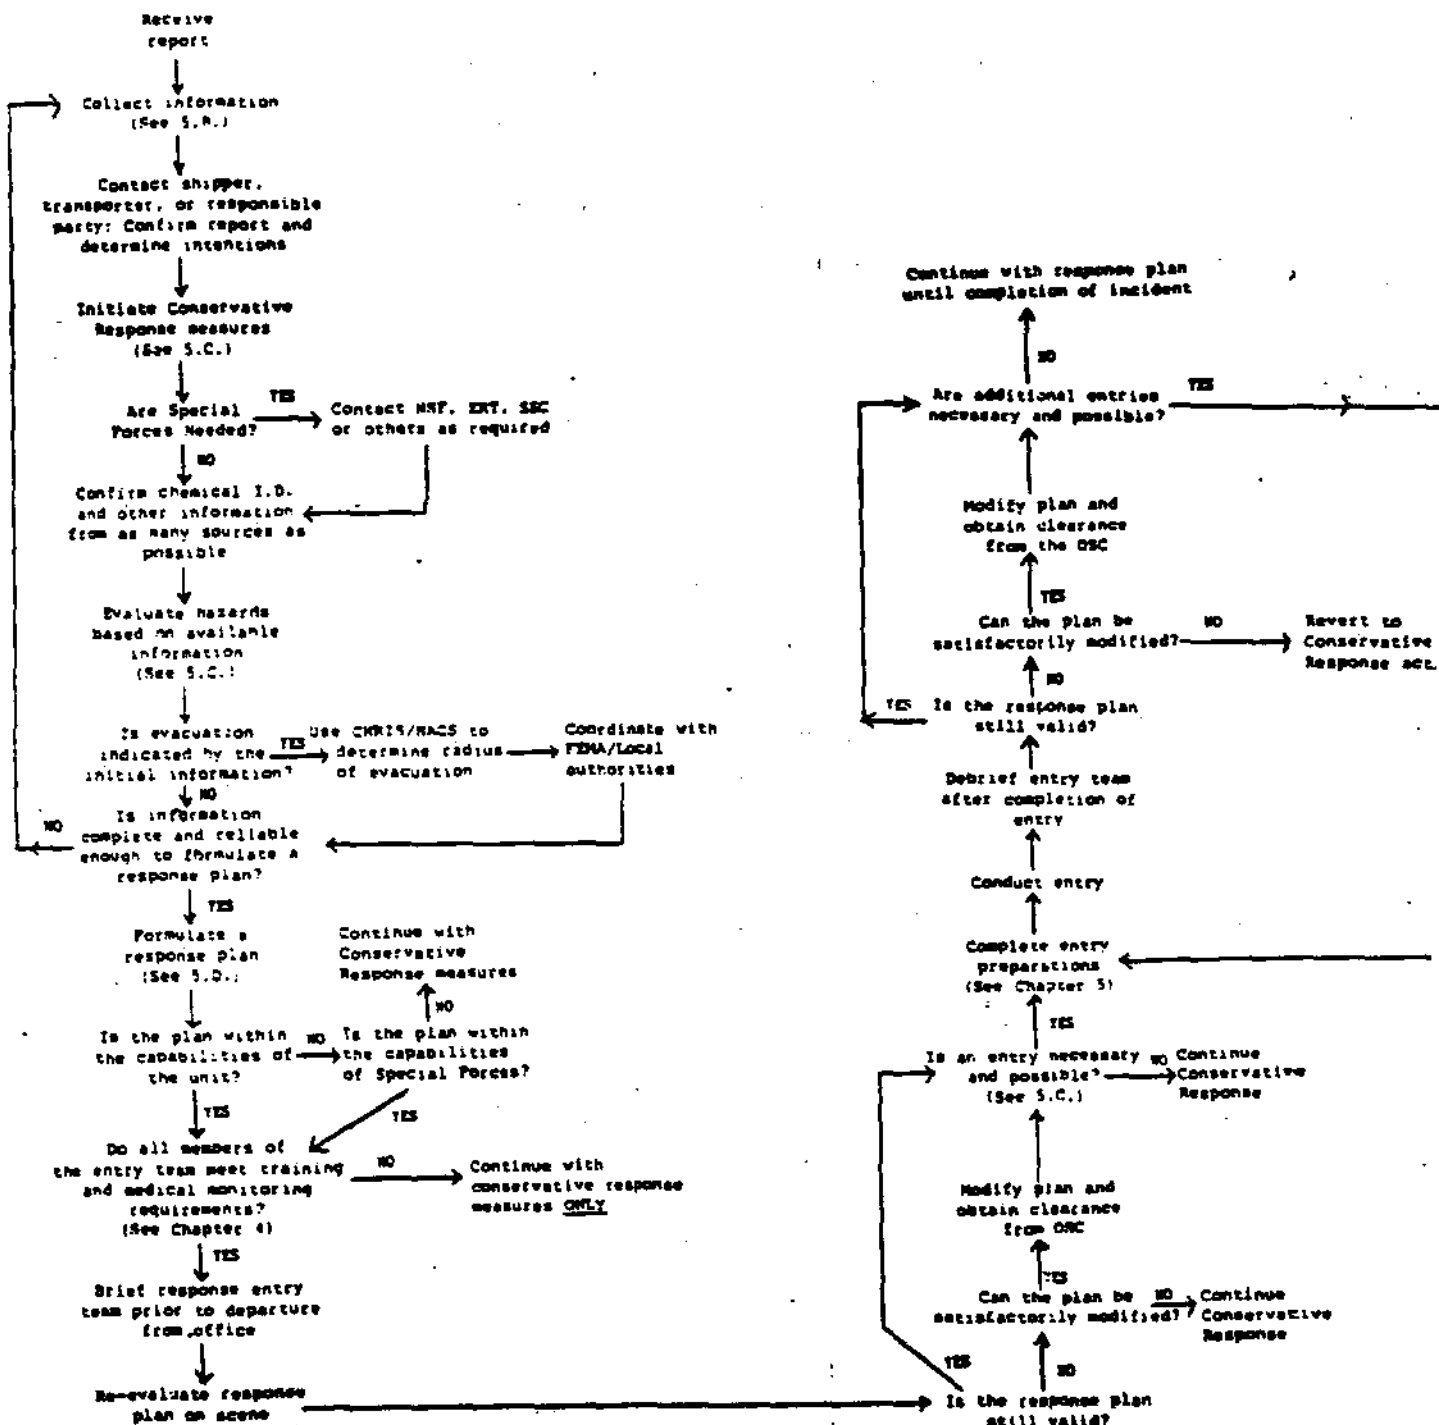 Receive
report
Collect information
(See 5.B.)
Contact shipper,
transporter, or responsible
party: Confirm report and
determine intentions
Initiate Conservative
Response measures
(See 5.C.)
Are Special
Forces Needed?
YES
Contact NSF, ERT, SSC
or others as required
NO
Confirm chemical I.D.
and other information
from as many sources as
possible
Evaluate hazards
based on available
information
(See 5.C.)
Is evacuation
indicated by the
initial information?
YES
Use CHRIS/HACS to
determine radius
of evacuation
Coordinate with
FEMA/Local
authorities
NO
Is information
complete and reliable
enough to formulate a
response plan?
NO
YES
Formulate a
response plan
(See 5.D.)
Continue with
Conservative
Response measures
NO
Is the plan within
the capabilities of
the unit?
NO
Is the plan within
the capabilities
of Special Forces?
YES
YES
Do all members of
the entry team meet training
and medical monitoring
requirements?
(See Chapter 4)
NO
Continue with
conservative response
measures ONLY
YES
Brief response entry
team prior to departure
from office
Re-evaluate response
plan on scene
Continue with response plan
until completion of incident
NO
Are additional entries
necessary and possible?
YES
Modify plan and
obtain clearance
from the OSC
YES
Can the plan be
satisfactorily modified?
NO
Revert to
Conservative
Response act.
NO
YES
Is the response plan
still valid?
Debrief entry team
after completion of
entry
Conduct entry
Complete entry
preparations
(See Chapter 5)
YES
Is an entry necessary
and possible?
(See 5.C.)
NO
Continue
Conservative
Response
Modify plan and
obtain clearance
from OSC
YES
Can the plan be
satisfactorily modified?
NO
Continue
Conservative
Response
YES
NO
Is the response plan
still valid?